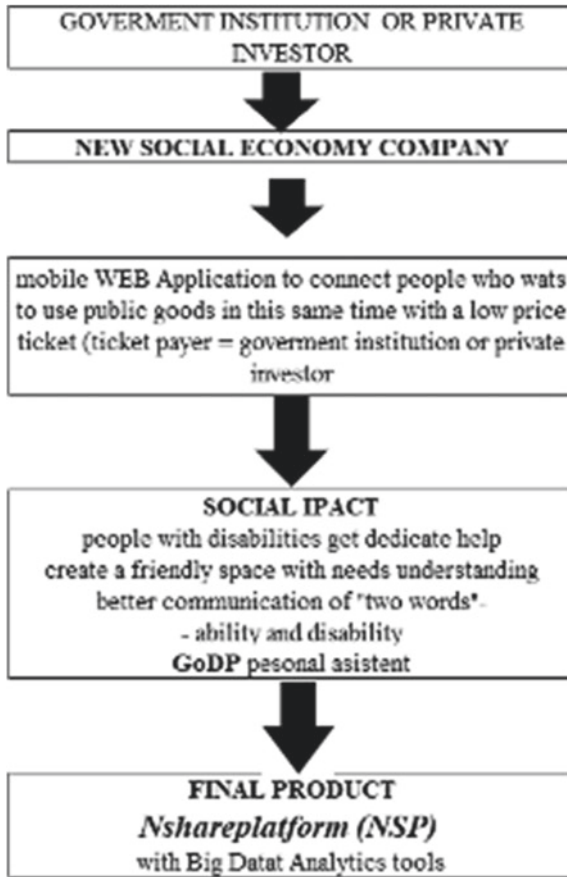 GOVERMENT INSTITUTION OR PRIVATE
INVESTOR
NEW SOCIAL ECONOMY COMPANY
mobile WEB Application to connect people who wats
to use public goods in this same time with a low price
ticket (ticket payer = goverment institution or private
investor
SOCIAL IPACT
people with disabilities get dedicate help
create a friendly space with needs understanding
better communication of "two words"-
- ability and disability
GoDP pesonal asistent
FINAL PRODUCT
Nshareplatform (NSP)
with Big Datat Analytics tools